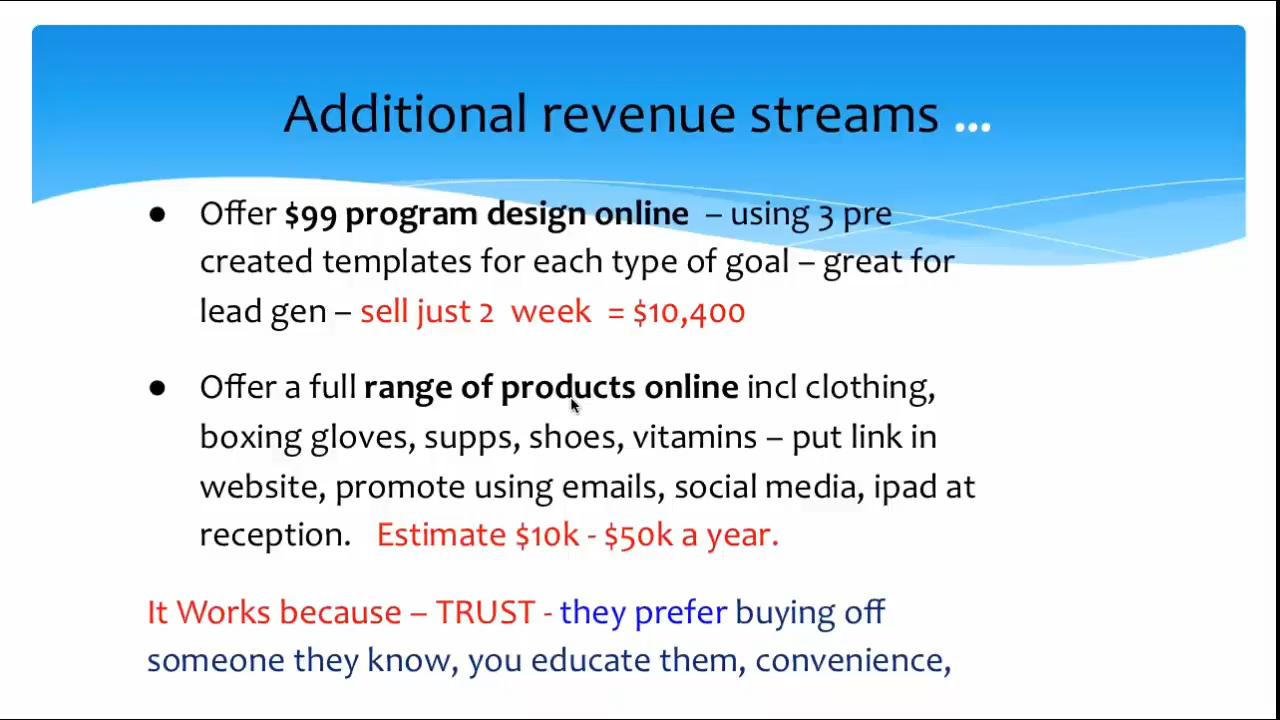 Additional revenue streams ...
● Offer $99 program design online – using 3 pre
created templates for each type of goal – great for
lead gen – sell just 2 week = $10,400
● Offer a full range of products online incl clothing,
boxing gloves, supps, shoes, vitamins – put link in
website, promote using emails, social media, ipad at
reception. Estimate $10k - $50k a year.
It Works because – TRUST - they prefer buying off
someone they know, you educate them, convenience,